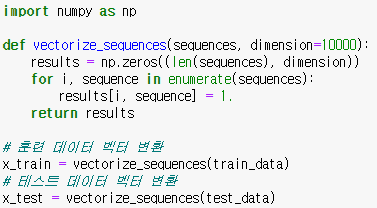 import numpy as np

def vectorize_sequences(sequences, dimension=10000):
    results = np.zeros((len(sequences), dimension))
    for i, sequence in enumerate(sequences):
        results[i, sequence] = 1.
    return results

# 훈련 데이터 벡터 변환
x_train = vectorize_sequences(train_data)
# 테스트 데이터 벡터 변환
x_test = vectorize_sequences(test_data)